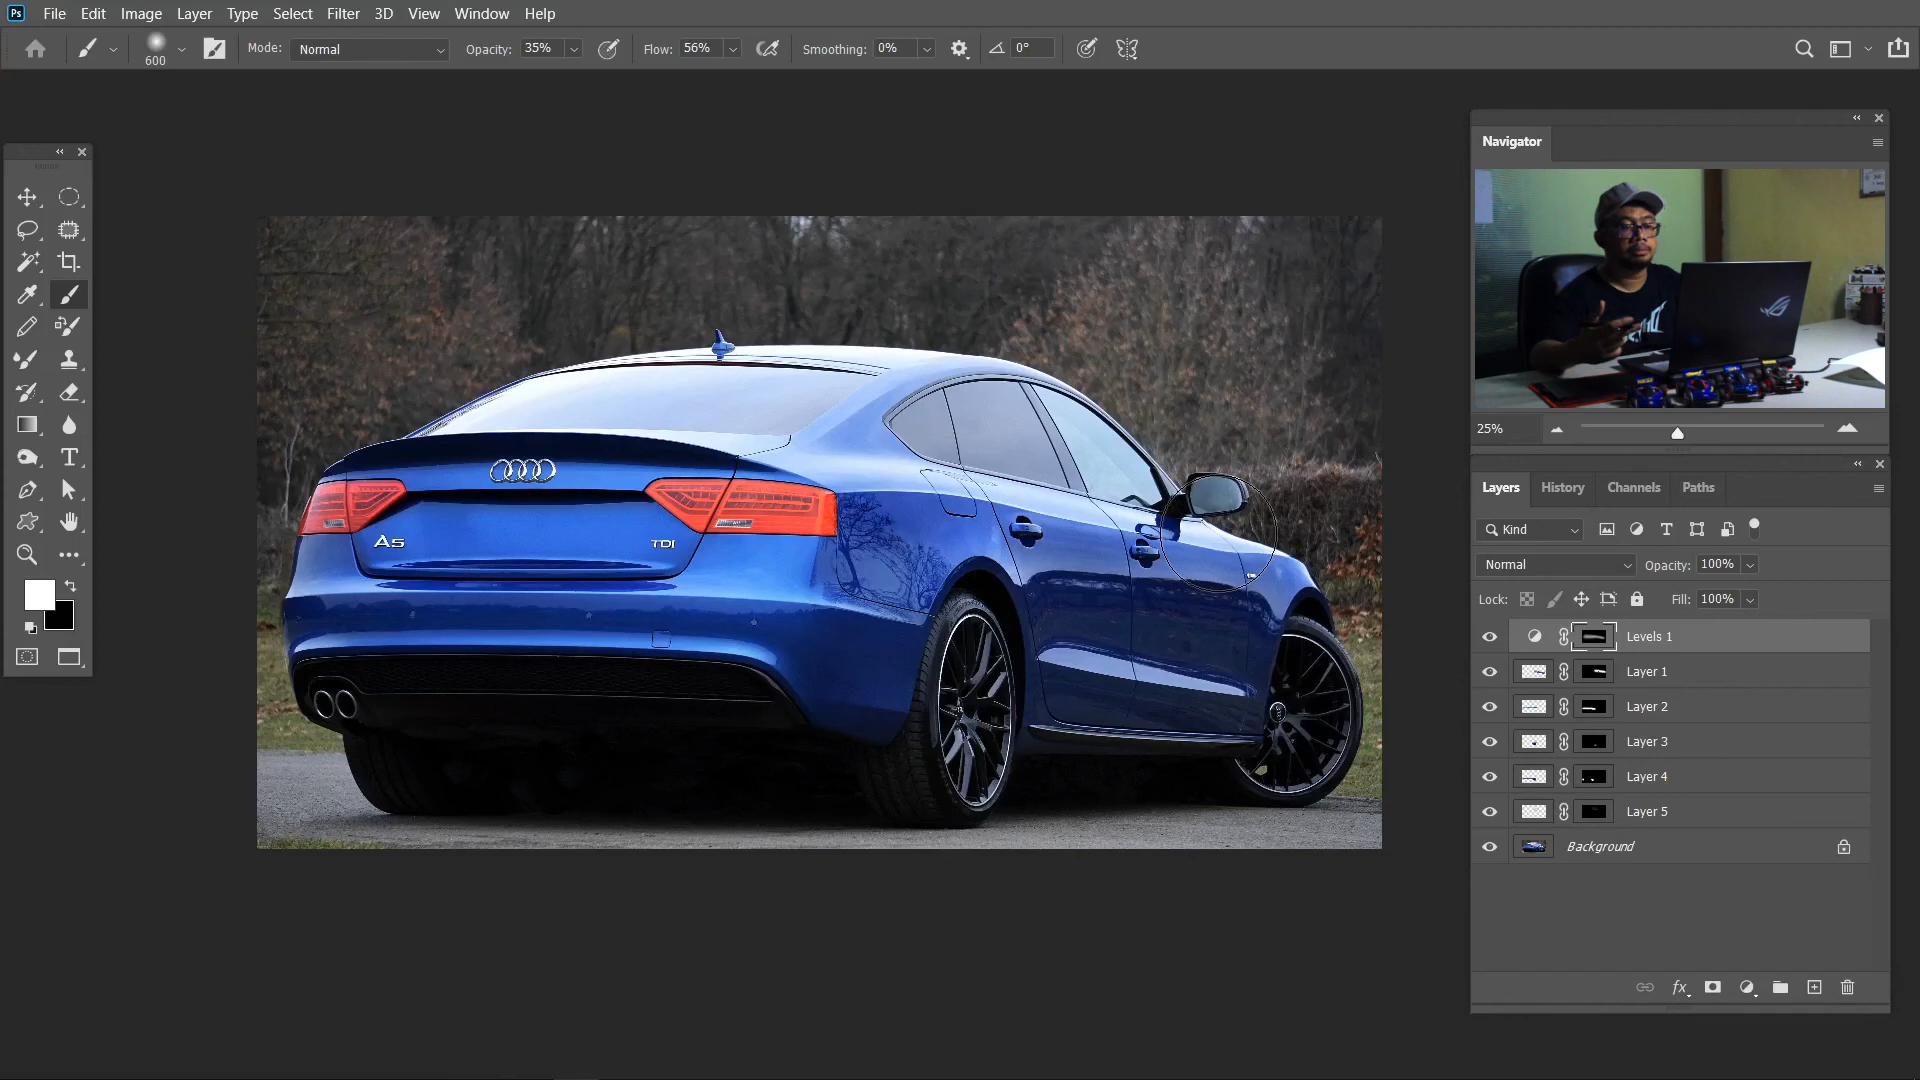 Ps File Edit Image Layer Type Select Filter 3D View Window Help
600 Mode: Normal Opacity: 35% Flow: 56% Smoothing: 0% 0°
Navigator
25%
Layers History Channels Paths
Kind
Normal Opacity: 100%
Lock: Fill: 100%
Levels 1
Layer 1
Layer 2
Layer 3
Layer 4
Layer 5
Background
fx
A5
TDI